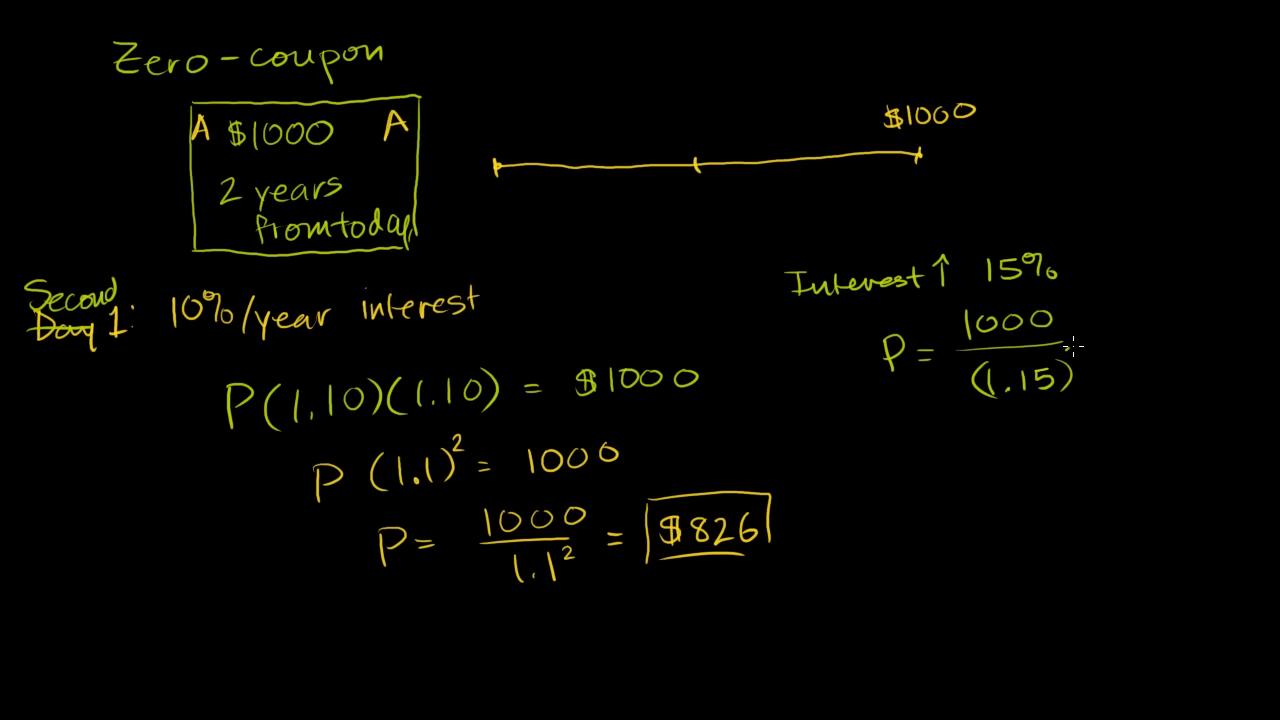 Zero-coupon
A $1000 A
2 years
from today
$1000
Second
Day 1: 10%/year interest
P(1.10)(1.10) = $1000
P (1.1)² = 1000
P = 1000
1.1²
= $826
Interest ↑ 15%
P = 1000
(1.15)